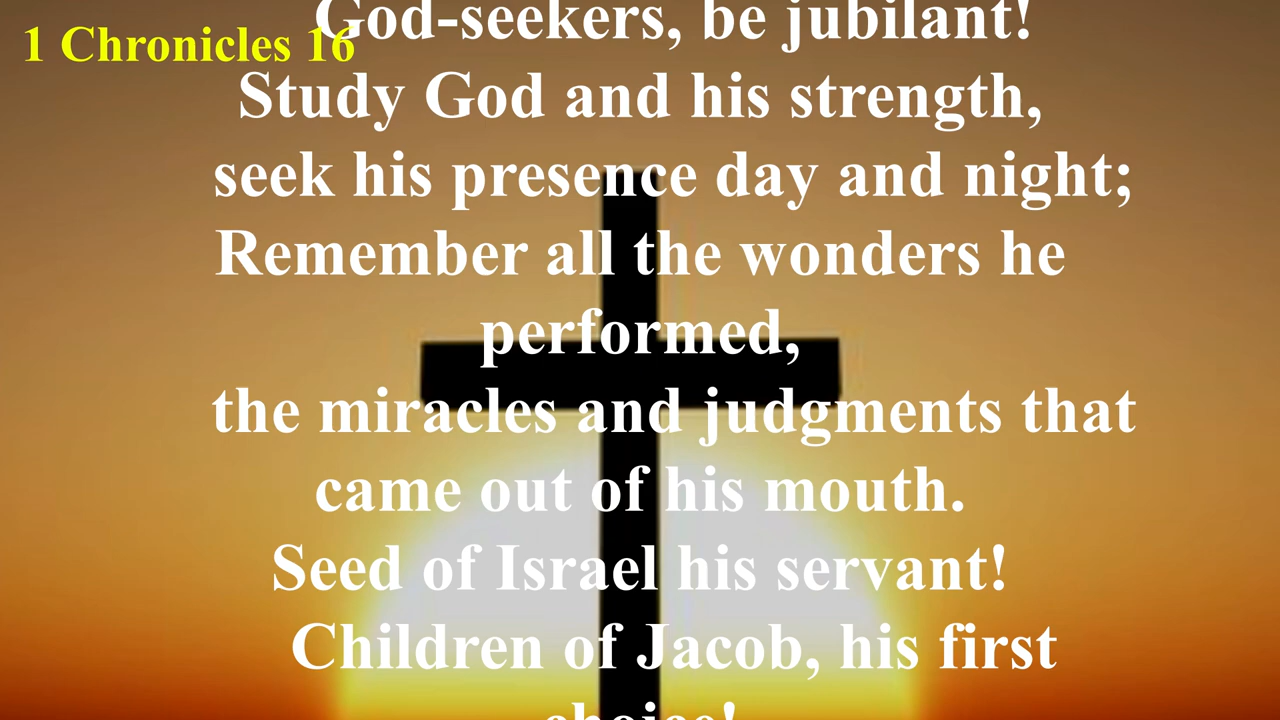 God-seekers, be jubilant!
1 Chronicles 16
Study God and his strength,
seek his presence day and night;
Remember all the wonders he
performed,
the miracles and judgments that
came out of his mouth.
Seed of Israel his servant!
Children of Jacob, his first
choice!